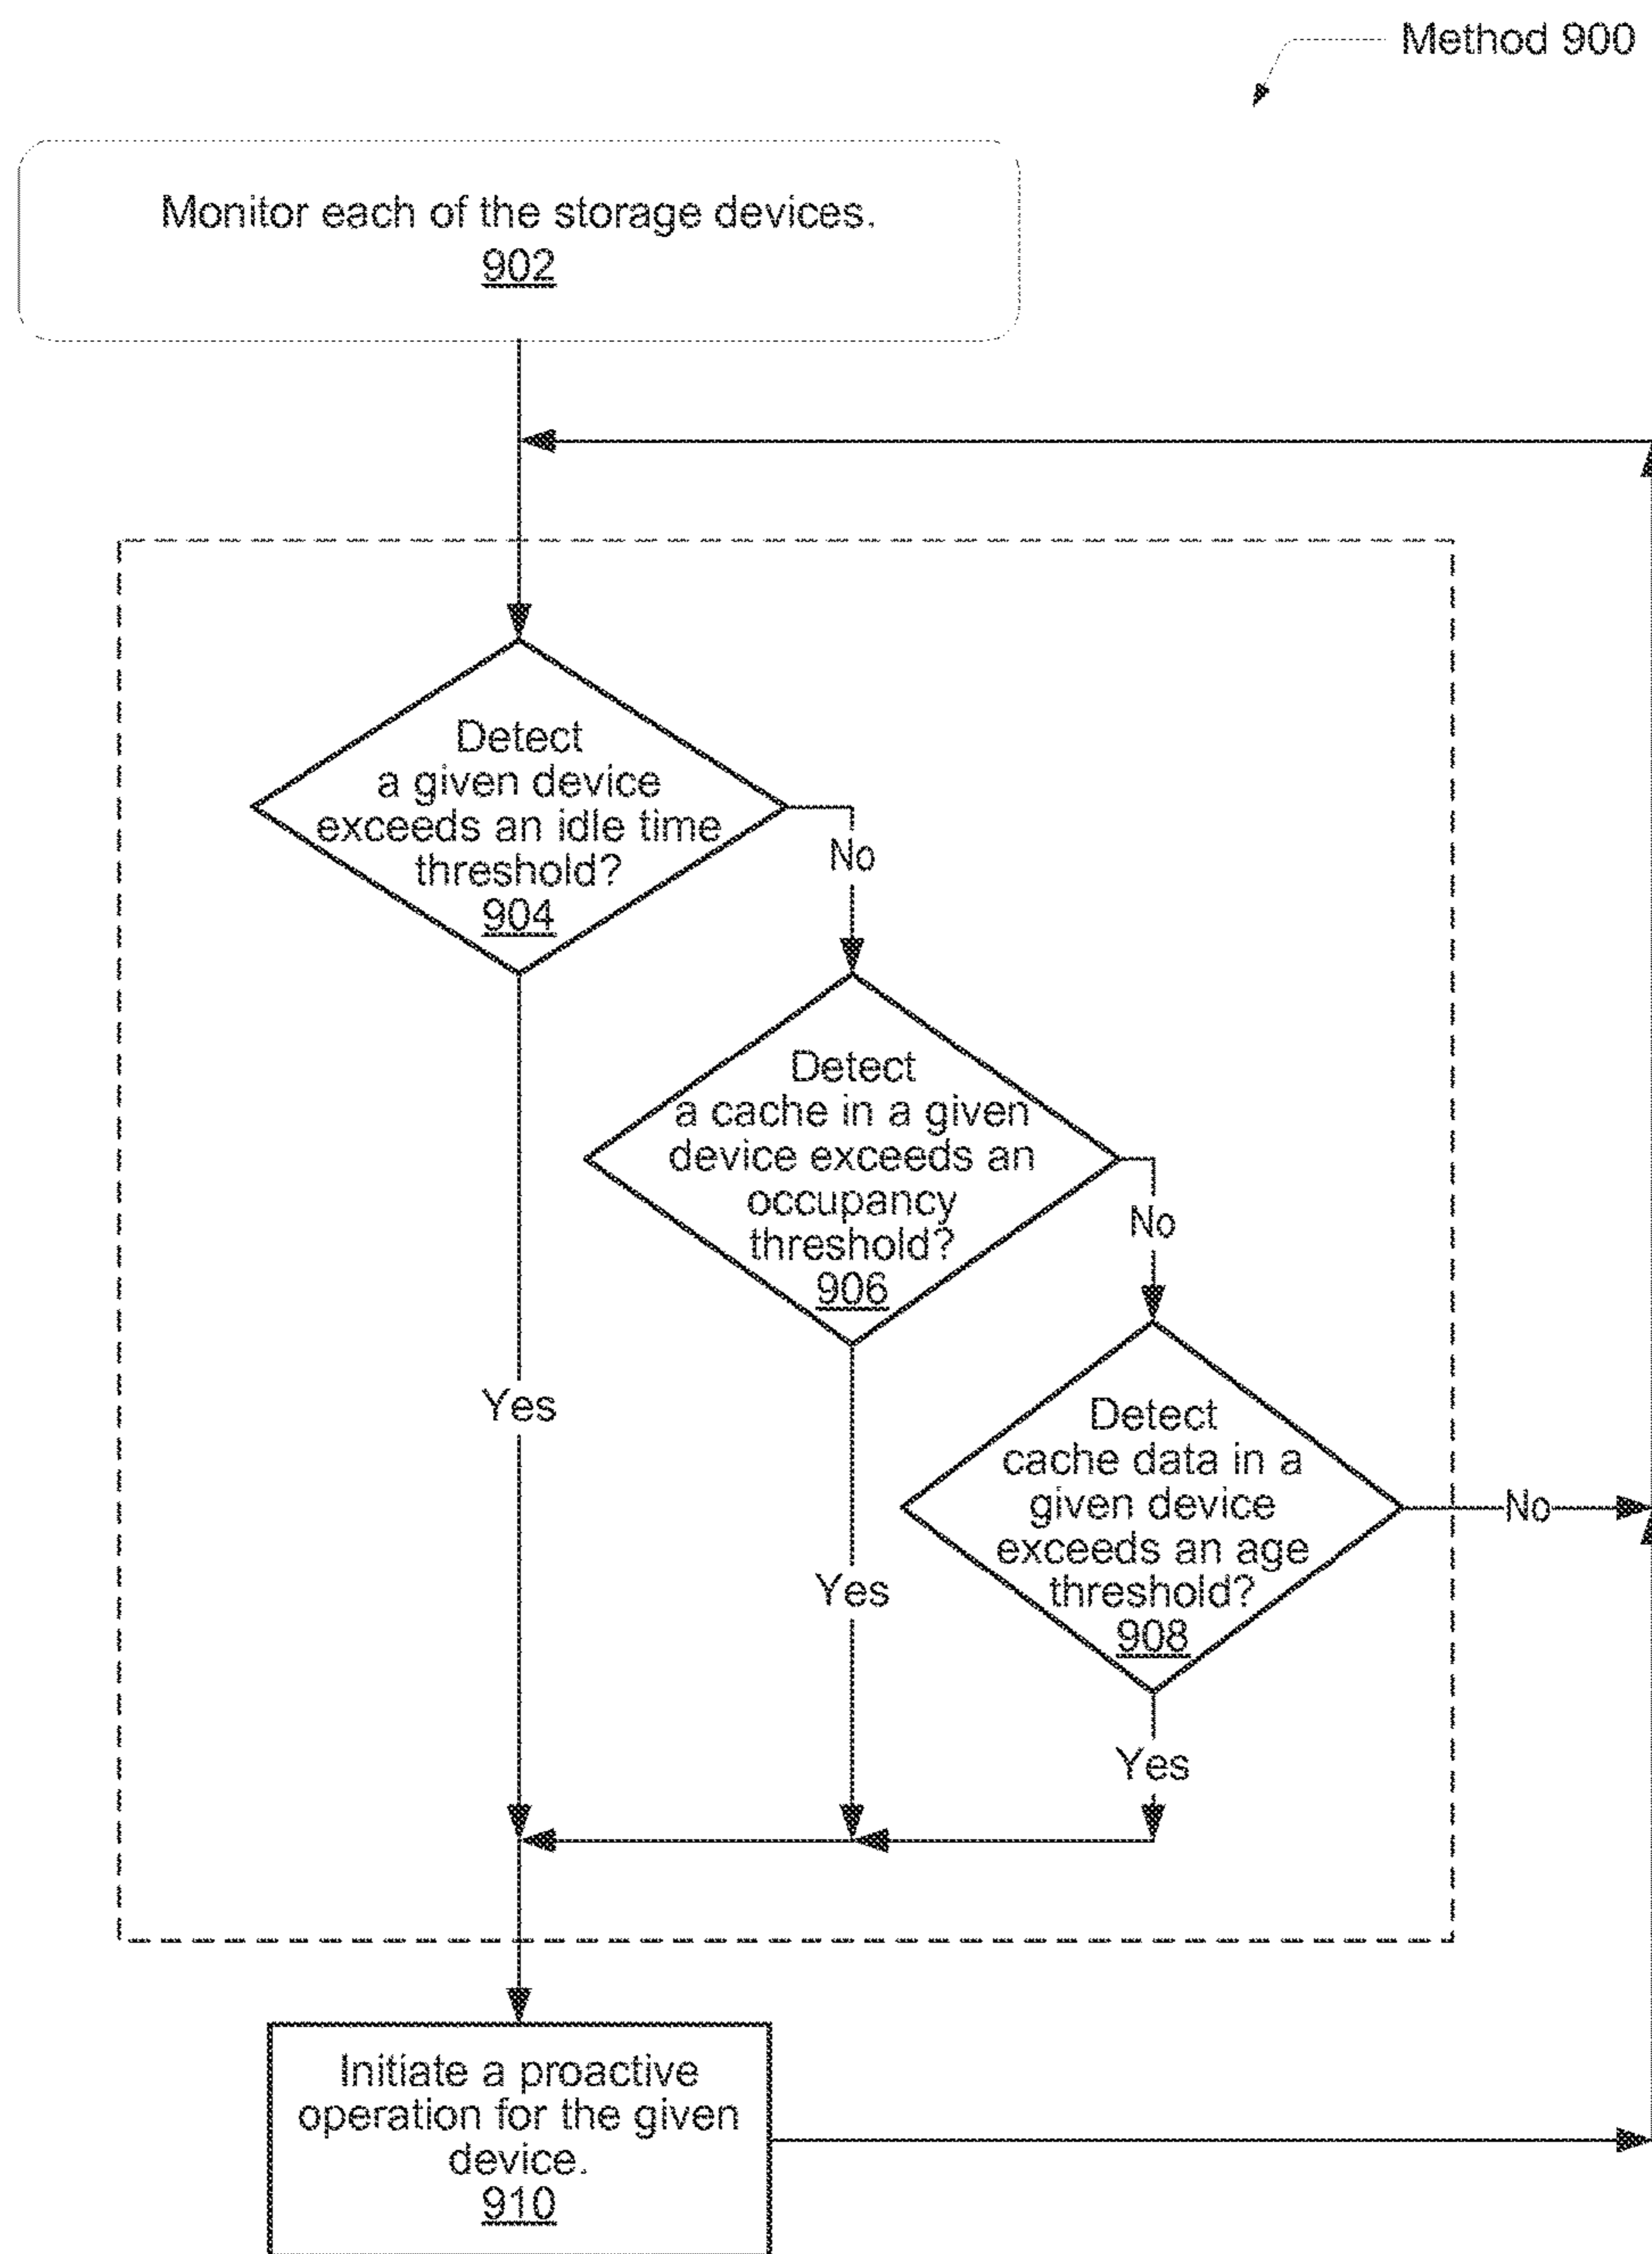 Method 900
Monitor each of the storage devices.
902
Detect
a given device
exceeds an idle time
threshold?
904
No
Detect
a cache in a given
device exceeds an
occupancy
threshold?
906
No
Detect
cache data in a
given device
exceeds an age
threshold?
908
No
Yes
Yes
Yes
Initiate a proactive
operation for the given
device.
910